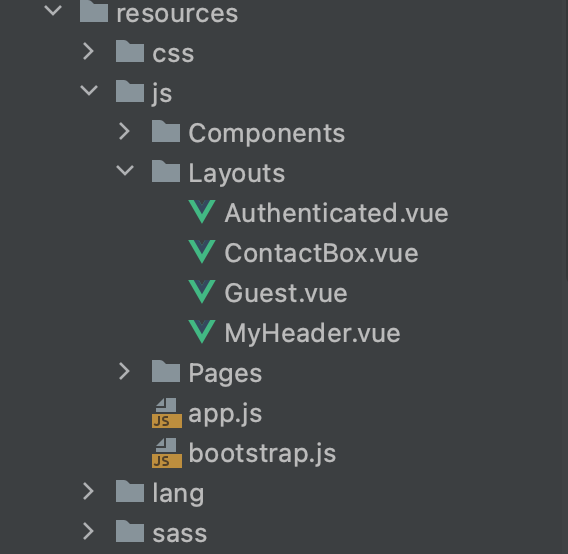 resources
css
js
Components
Layouts
Authenticated.vue
ContactBox.vue
Guest.vue
MyHeader.vue
Pages
JS app.js
JS bootstrap.js
lang
sass